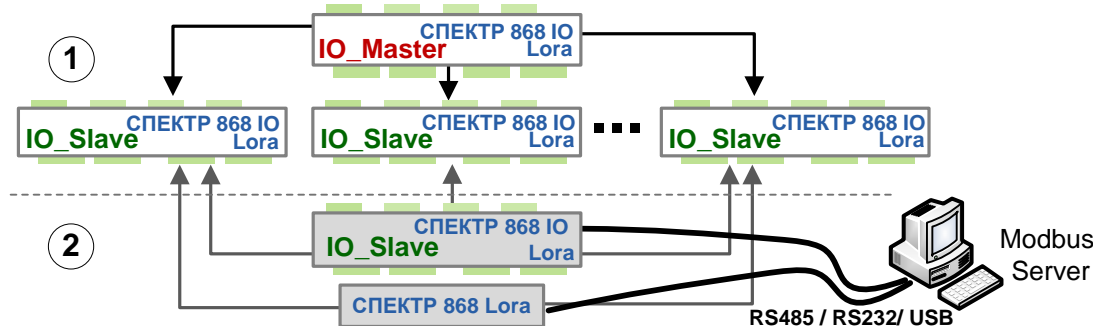 СПЕКТР 868 IO
IO_Master Lora
1
СПЕКТР 868 IO
IO_Slave Lora
СПЕКТР 868 IO
IO_Slave Lora
СПЕКТР 868 IO
IO_Slave Lora
2
СПЕКТР 868 IO
IO_Slave Lora
Modbus
Server
СПЕКТР 868 Lora
RS485 / RS232/ USB